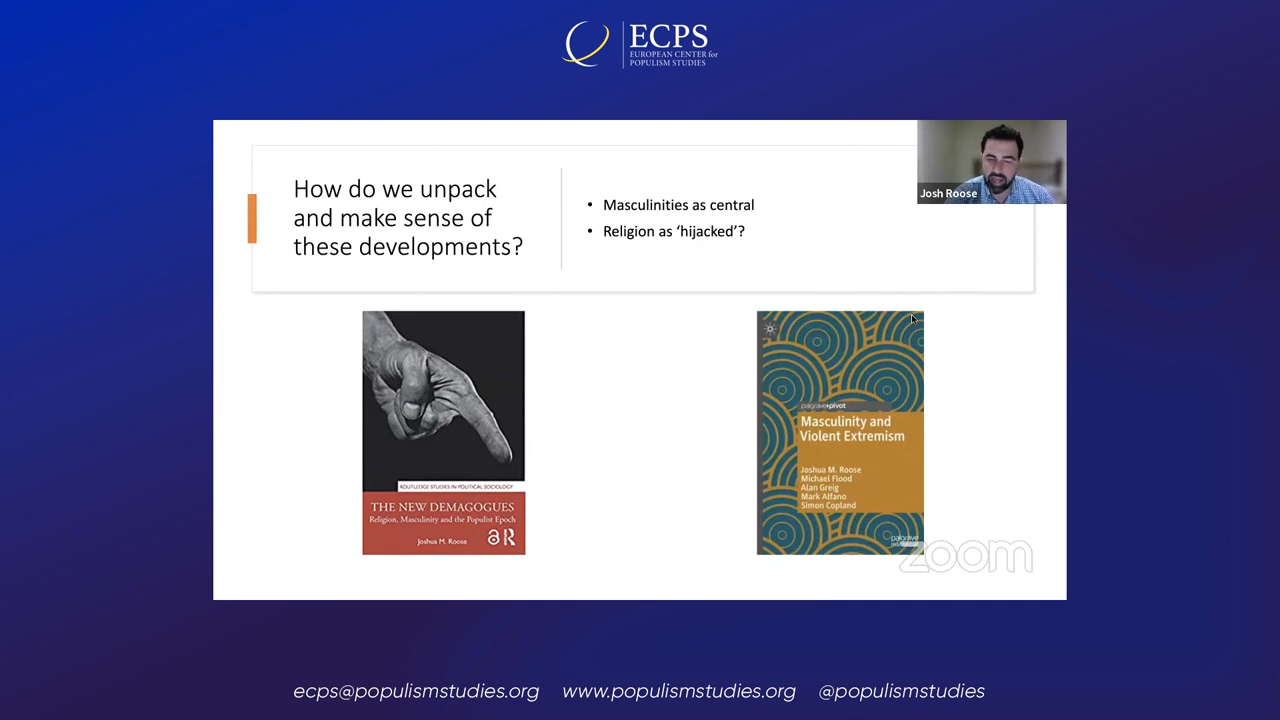 ECPS
EUROPEAN CENTER for
POPULISM STUDIES
Josh Roose
How do we unpack
and make sense of
these developments?
• Masculinities as central
• Religion as ‘hijacked’?
ROUTLEDGE STUDIES IN POLITICAL SOCIOLOGY
THE NEW DEMAGOGUES
Religion, Masculinity and the Populist Epoch
Joshua M. Roose
palgrave pivot
Masculinity and
Violent Extremism
Joshua M. Roose
Michael Flood
Alan Greig
Mark Alfano
Simon Copland
palgrave
zoom
ecps@populismstudies.org www.populismstudies.org @populismstudies